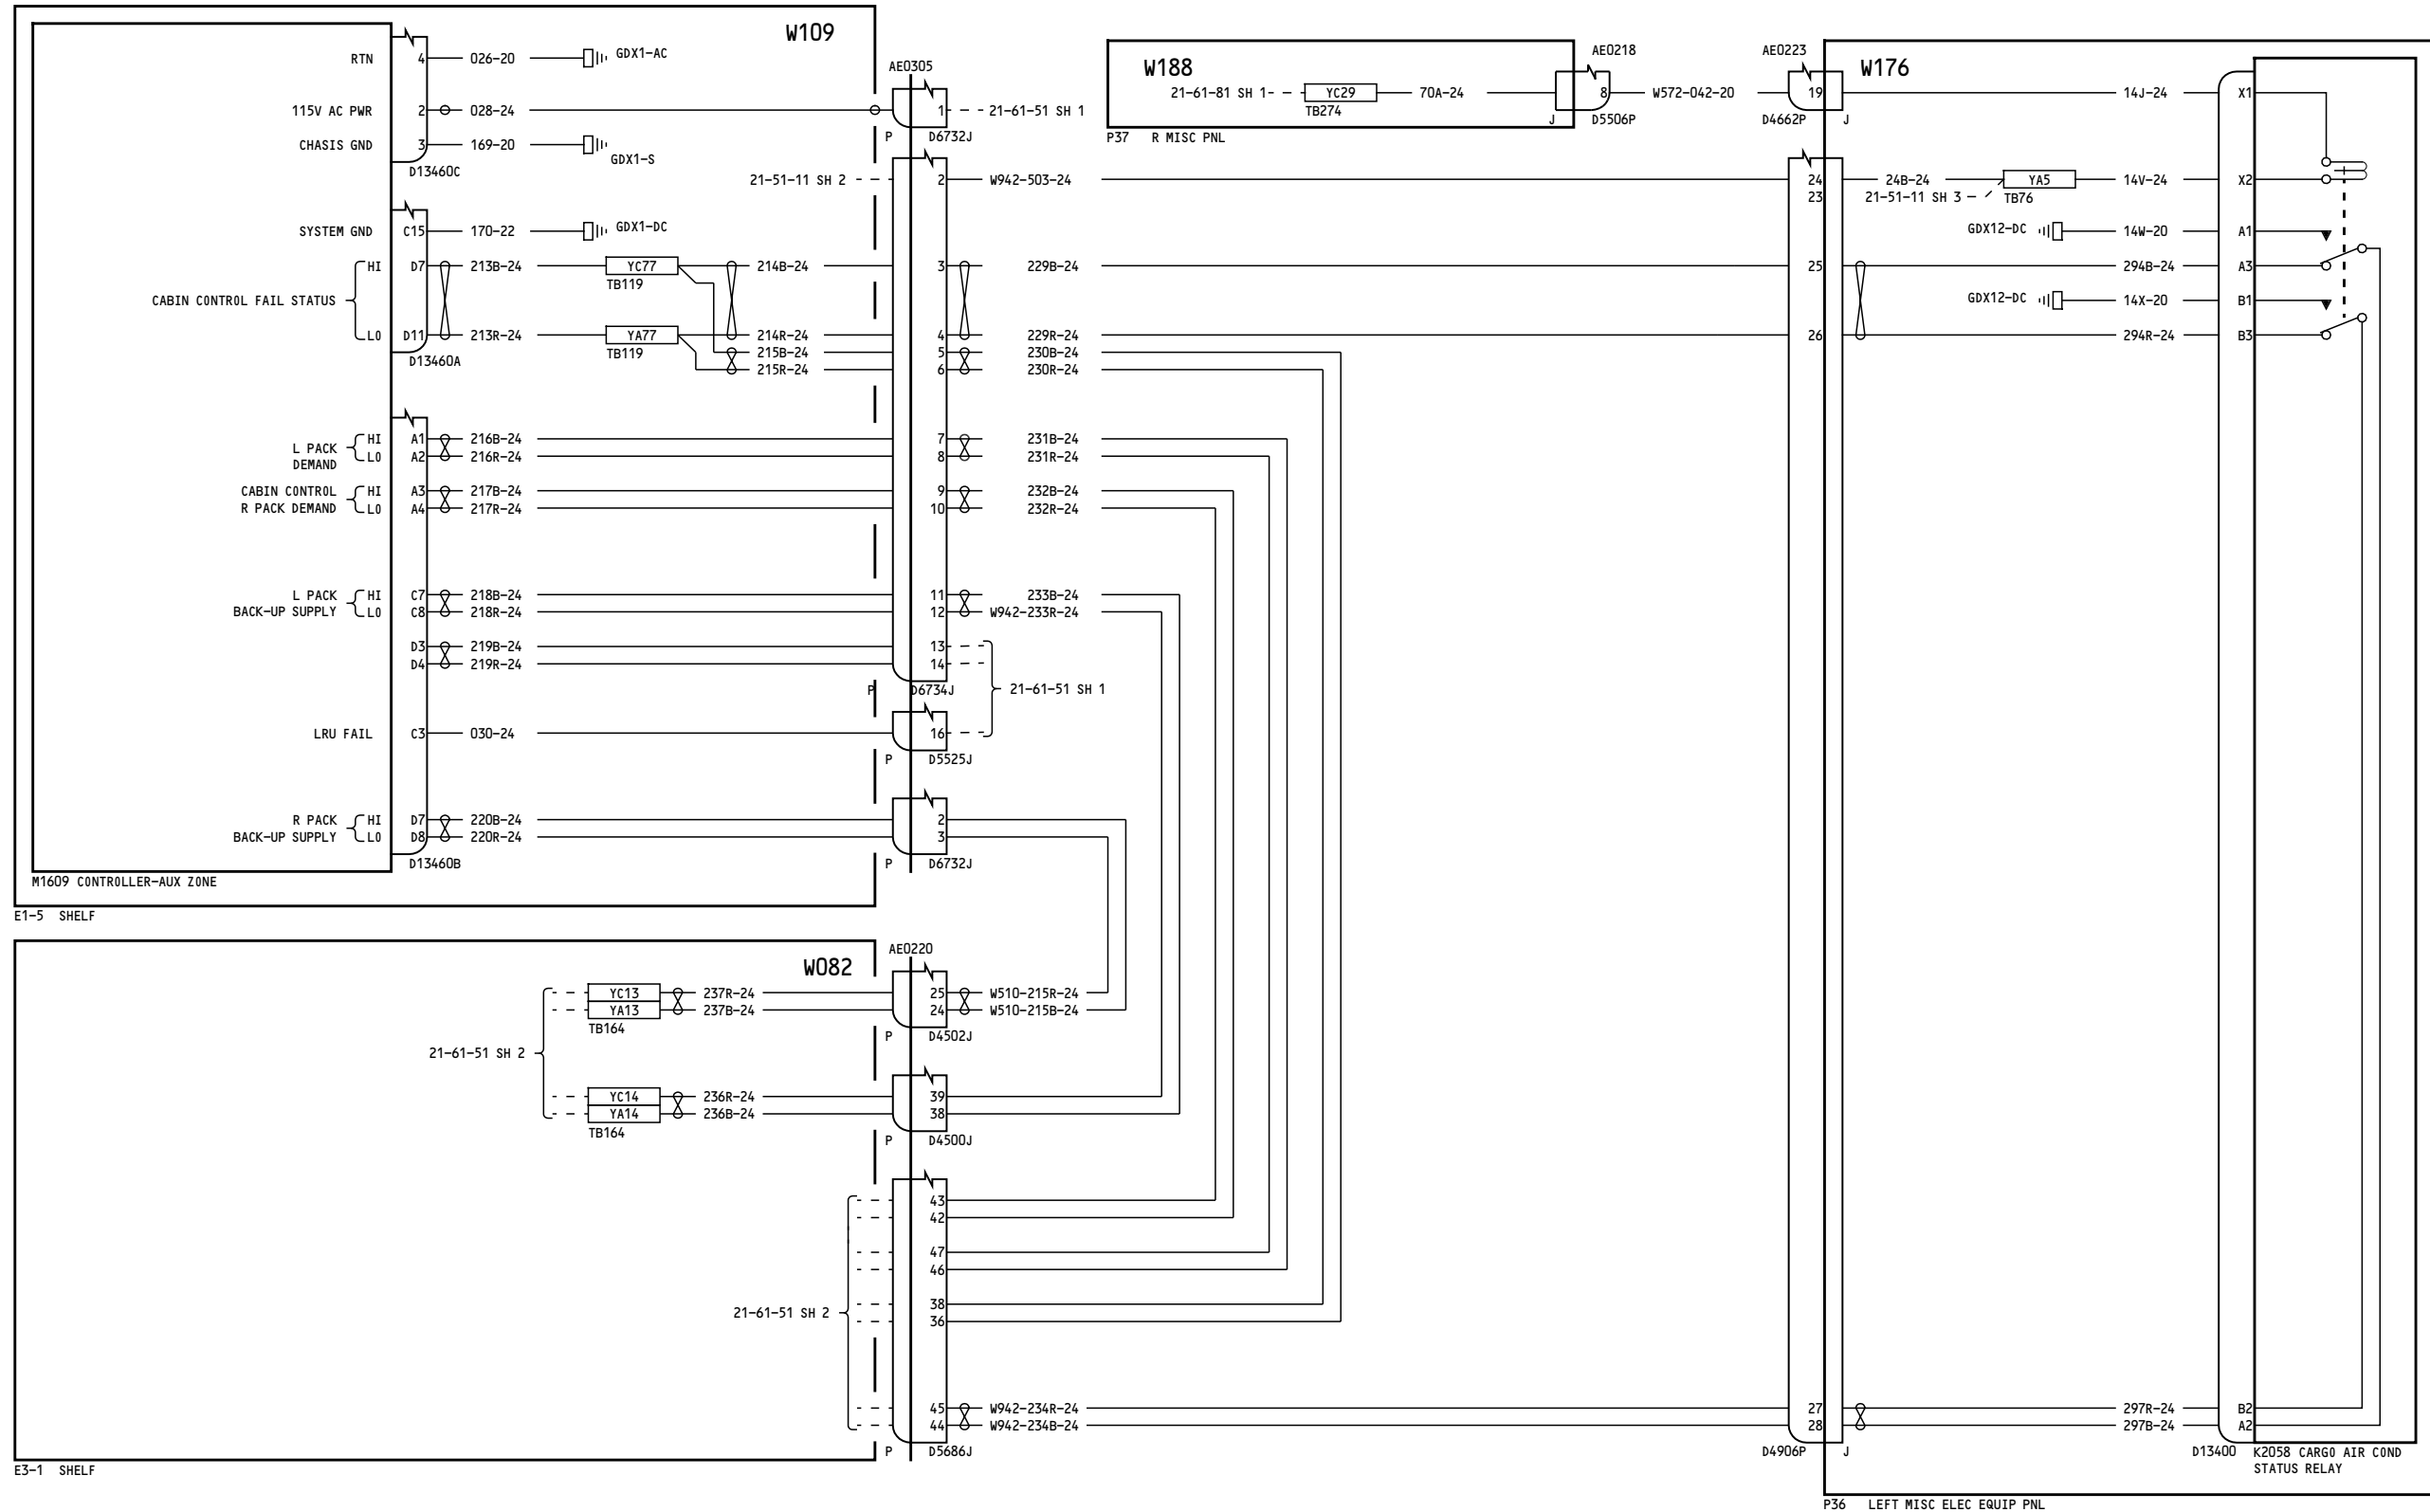 W109
RTN 4 026-20 GDX1-AC
115V AC PWR 2 028-24
CHASIS GND 3 169-20 GDX1-S
D13460C
AE0305
1 21-61-51 SH 1
P D6732J
21-51-11 SH 2 2 W942-503-24
SYSTEM GND C15 170-22 GDX1-DC
HI D7 213B-24 YC77 214B-24 3 229B-24
TB119
CABIN CONTROL FAIL STATUS
LO D11 213R-24 YA77 214R-24 4 229R-24
TB119 215B-24 5 230B-24
215R-24 6 230R-24
D13460A
HI A1 216B-24 7 231B-24
L PACK
LO A2 216R-24 8 231R-24
DEMAND
CABIN CONTROL HI A3 217B-24 9 232B-24
R PACK DEMAND LO A4 217R-24 10 232R-24
L PACK HI C7 218B-24 11 233B-24
BACK-UP SUPPLY LO C8 218R-24 12 W942-233R-24
D3 219B-24 13
D4 219R-24 14
P D6734J 21-61-51 SH 1
LRU FAIL C3 030-24 16
P D5525J
R PACK HI D7 220B-24 2
BACK-UP SUPPLY LO D8 220R-24 3
D13460B P D6732J
M1609 CONTROLLER-AUX ZONE
E1-5 SHELF
W082
AE0220
YC13 237R-24 25 W510-215R-24
YA13 237B-24 24 W510-215B-24
TB164
P D4502J
21-61-51 SH 2
YC14 236R-24 39
YA14 236B-24 38
TB164
P D4500J
43
42
47
46
38
21-61-51 SH 2
36
45 W942-234R-24
44 W942-234B-24
P D5686J
E3-1 SHELF
W188
21-61-81 SH 1 YC29 70A-24
TB274
J
P37 R MISC PNL
AE0218
8 W572-042-20
D5506P
AE0223
19
D4662P J
W176
14J-24 X1
24 24B-24 YA5 14V-24 X2
23 21-51-11 SH 3 TB76
GDX12-DC 14W-20 A1
25 294B-24 A3
GDX12-DC 14X-20 B1
26 294R-24 B3
27 297R-24 B2
28 297B-24 A2
D4906P J
D13400 K2058 CARGO AIR COND
STATUS RELAY
P36 LEFT MISC ELEC EQUIP PNL